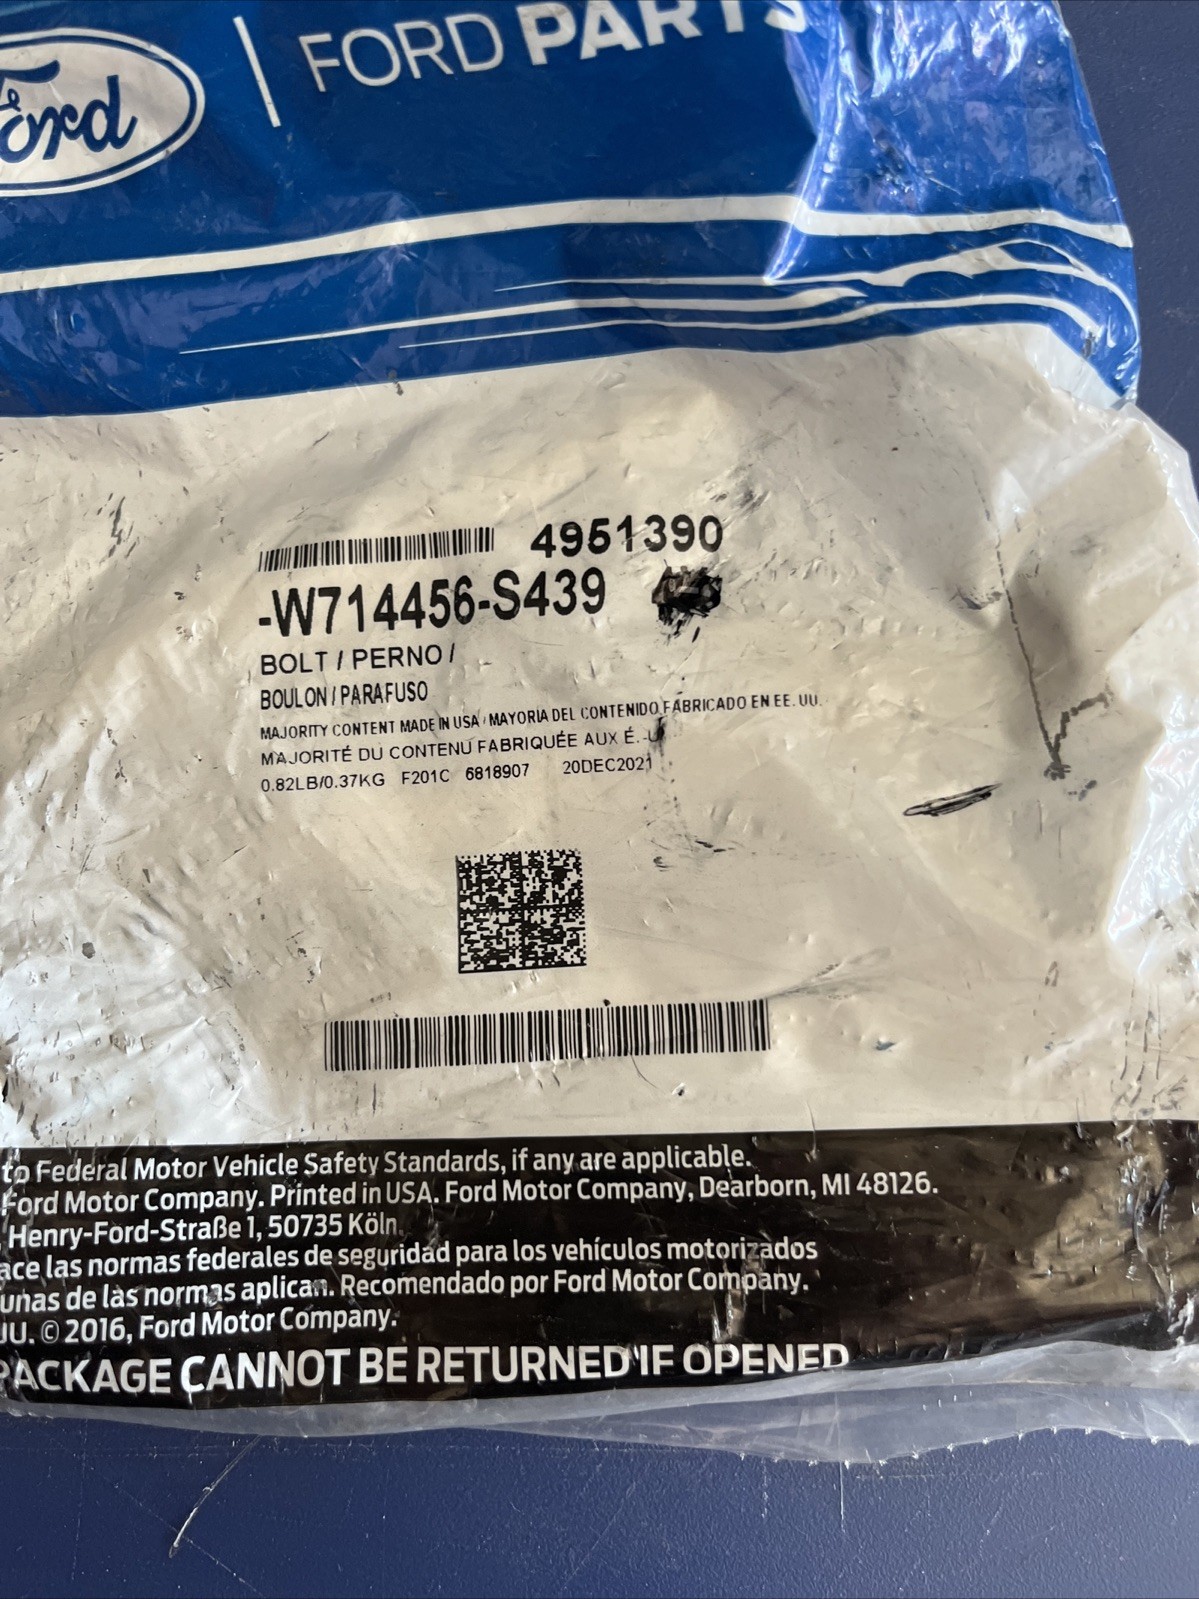 Ford | FORD PARTS
4951390
-W714456-S439
BOLT / PERNO /
BOULON / PARAFUSO
MAJORITY CONTENT MADE IN USA / MAYORIA DEL CONTENIDO FABRICADO EN EE. UU.
MAJORITÉ DU CONTENU FABRIQUÉE AUX É.-U
0.82LB/0.37KG F201C 6818907 20DEC2021
to Federal Motor Vehicle Safety Standards, if any are applicable.
Ford Motor Company. Printed in USA. Ford Motor Company, Dearborn, MI 48126.
Henry-Ford-Straße 1, 50735 Köln
ace las normas federales de seguridad para los vehículos motorizados
unas de las normas aplican. Recomendado por Ford Motor Company.
UU. © 2016, Ford Motor Company.
PACKAGE CANNOT BE RETURNED IF OPENED